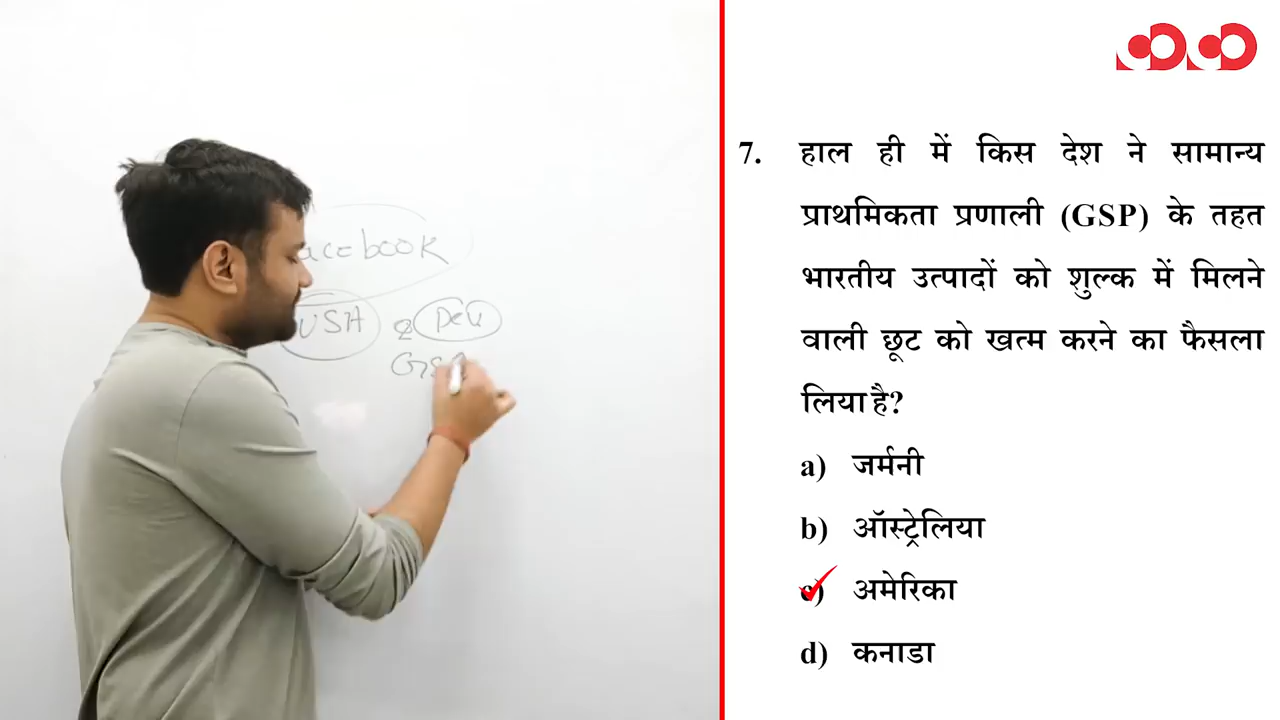 acebook
USA
GS
7. हाल ही में किस देश ने सामान्य
प्राथमिकता प्रणाली (GSP) के तहत
भारतीय उत्पादों को शुल्क में मिलने
वाली छूट को खत्म करने का फैसला
लिया है?
a) जर्मनी
b) ऑस्ट्रेलिया
c) अमेरिका
d) कनाडा